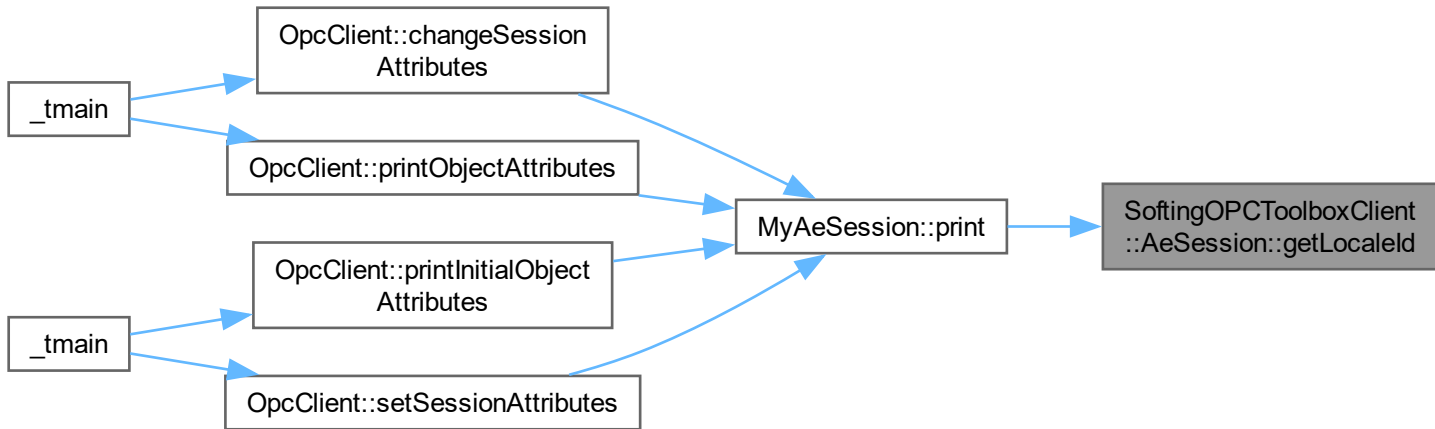 OpcClient::changeSession
Attributes
_tmain
OpcClient::printObjectAttributes
MyAeSession::print
SoftingOPCToolboxClient
::AeSession::getLocaleId
OpcClient::printInitialObject
Attributes
_tmain
OpcClient::setSessionAttributes